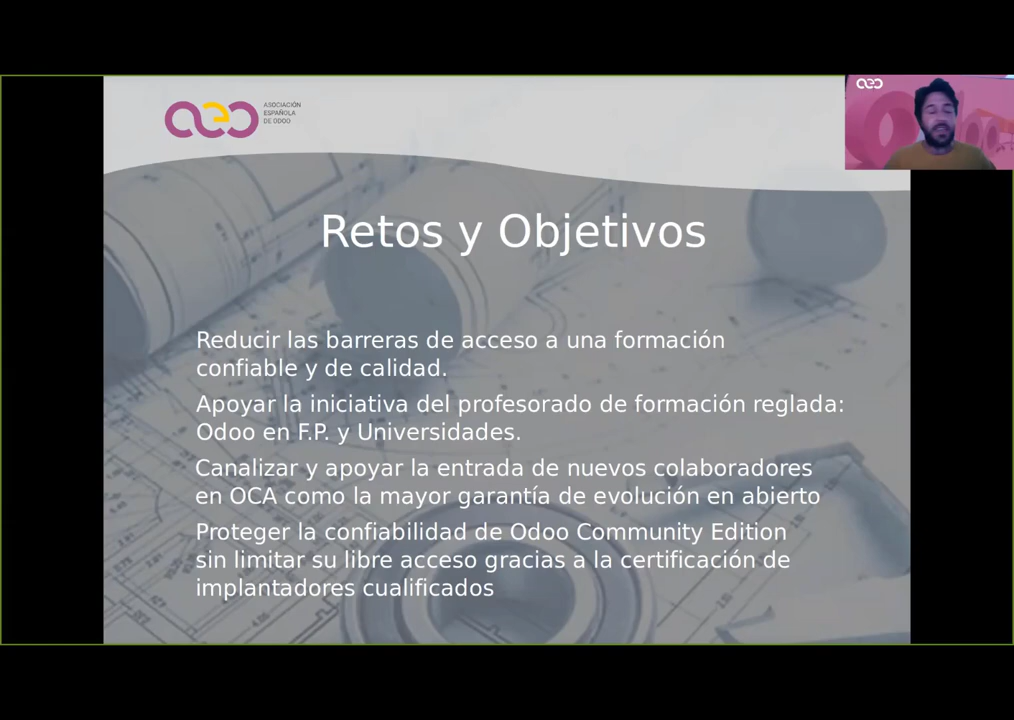 aeo
ASOCIACIÓN
ESPAÑOLA
DE ODOO
aeo
Retos y Objetivos
Reducir las barreras de acceso a una formación
confiable y de calidad.
Apoyar la iniciativa del profesorado de formación reglada:
Odoo en F.P. y Universidades.
Canalizar y apoyar la entrada de nuevos colaboradores
en OCA como la mayor garantía de evolución en abierto
Proteger la confiabilidad de Odoo Community Edition
sin limitar su libre acceso gracias a la certificación de
implantadores cualificados